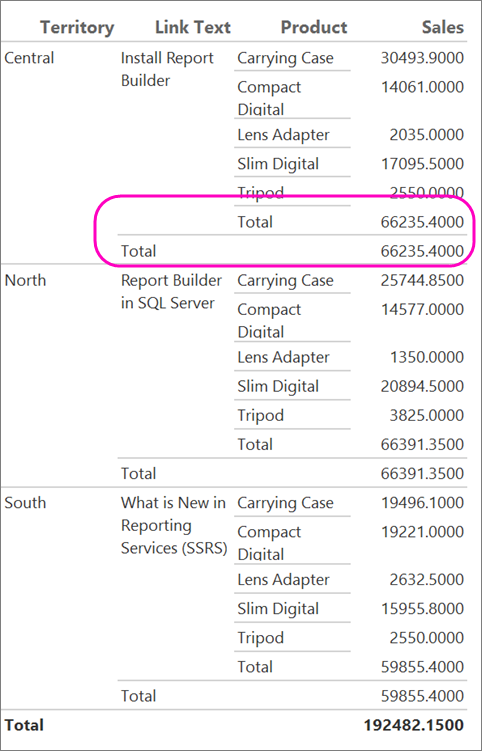 Territory Link Text Product Sales
Central Install Report Builder Carrying Case 30493.9000
Compact Digital 14061.0000
Lens Adapter 2035.0000
Slim Digital 17095.5000
Tripod 2550.0000
Total 66235.4000
Total 66235.4000
North Report Builder in SQL Server Carrying Case 25744.8500
Compact Digital 14577.0000
Lens Adapter 1350.0000
Slim Digital 20894.5000
Tripod 3825.0000
Total 66391.3500
Total 66391.3500
South What is New in Reporting Services (SSRS) Carrying Case 19496.1000
Compact Digital 19221.0000
Lens Adapter 2632.5000
Slim Digital 15955.8000
Tripod 2550.0000
Total 59855.4000
Total 59855.4000
Total 192482.1500